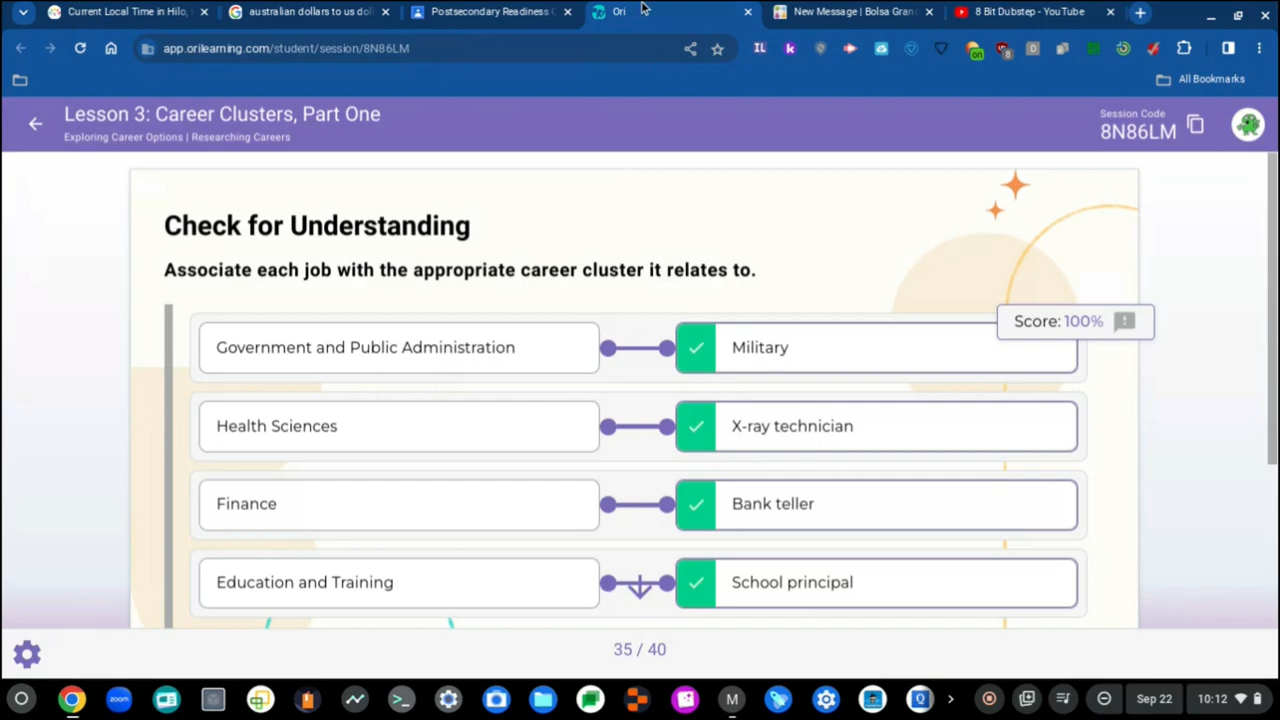 Current Local Time in Hilo,
australian dollars to us dol
Postsecondary Readiness C
Ori
New Message | Bolsa Gran
8 Bit Dubstep - YouTube
app.orilearning.com/student/session/8N86LM
All Bookmarks
Lesson 3: Career Clusters, Part One
Exploring Career Options | Researching Careers
Session Code
8N86LM
Check for Understanding
Associate each job with the appropriate career cluster it relates to.
Score: 100%
Government and Public Administration
Military
Health Sciences
X-ray technician
Finance
Bank teller
Education and Training
School principal
35 / 40
zoom
M
Q
Sep 22
10:12